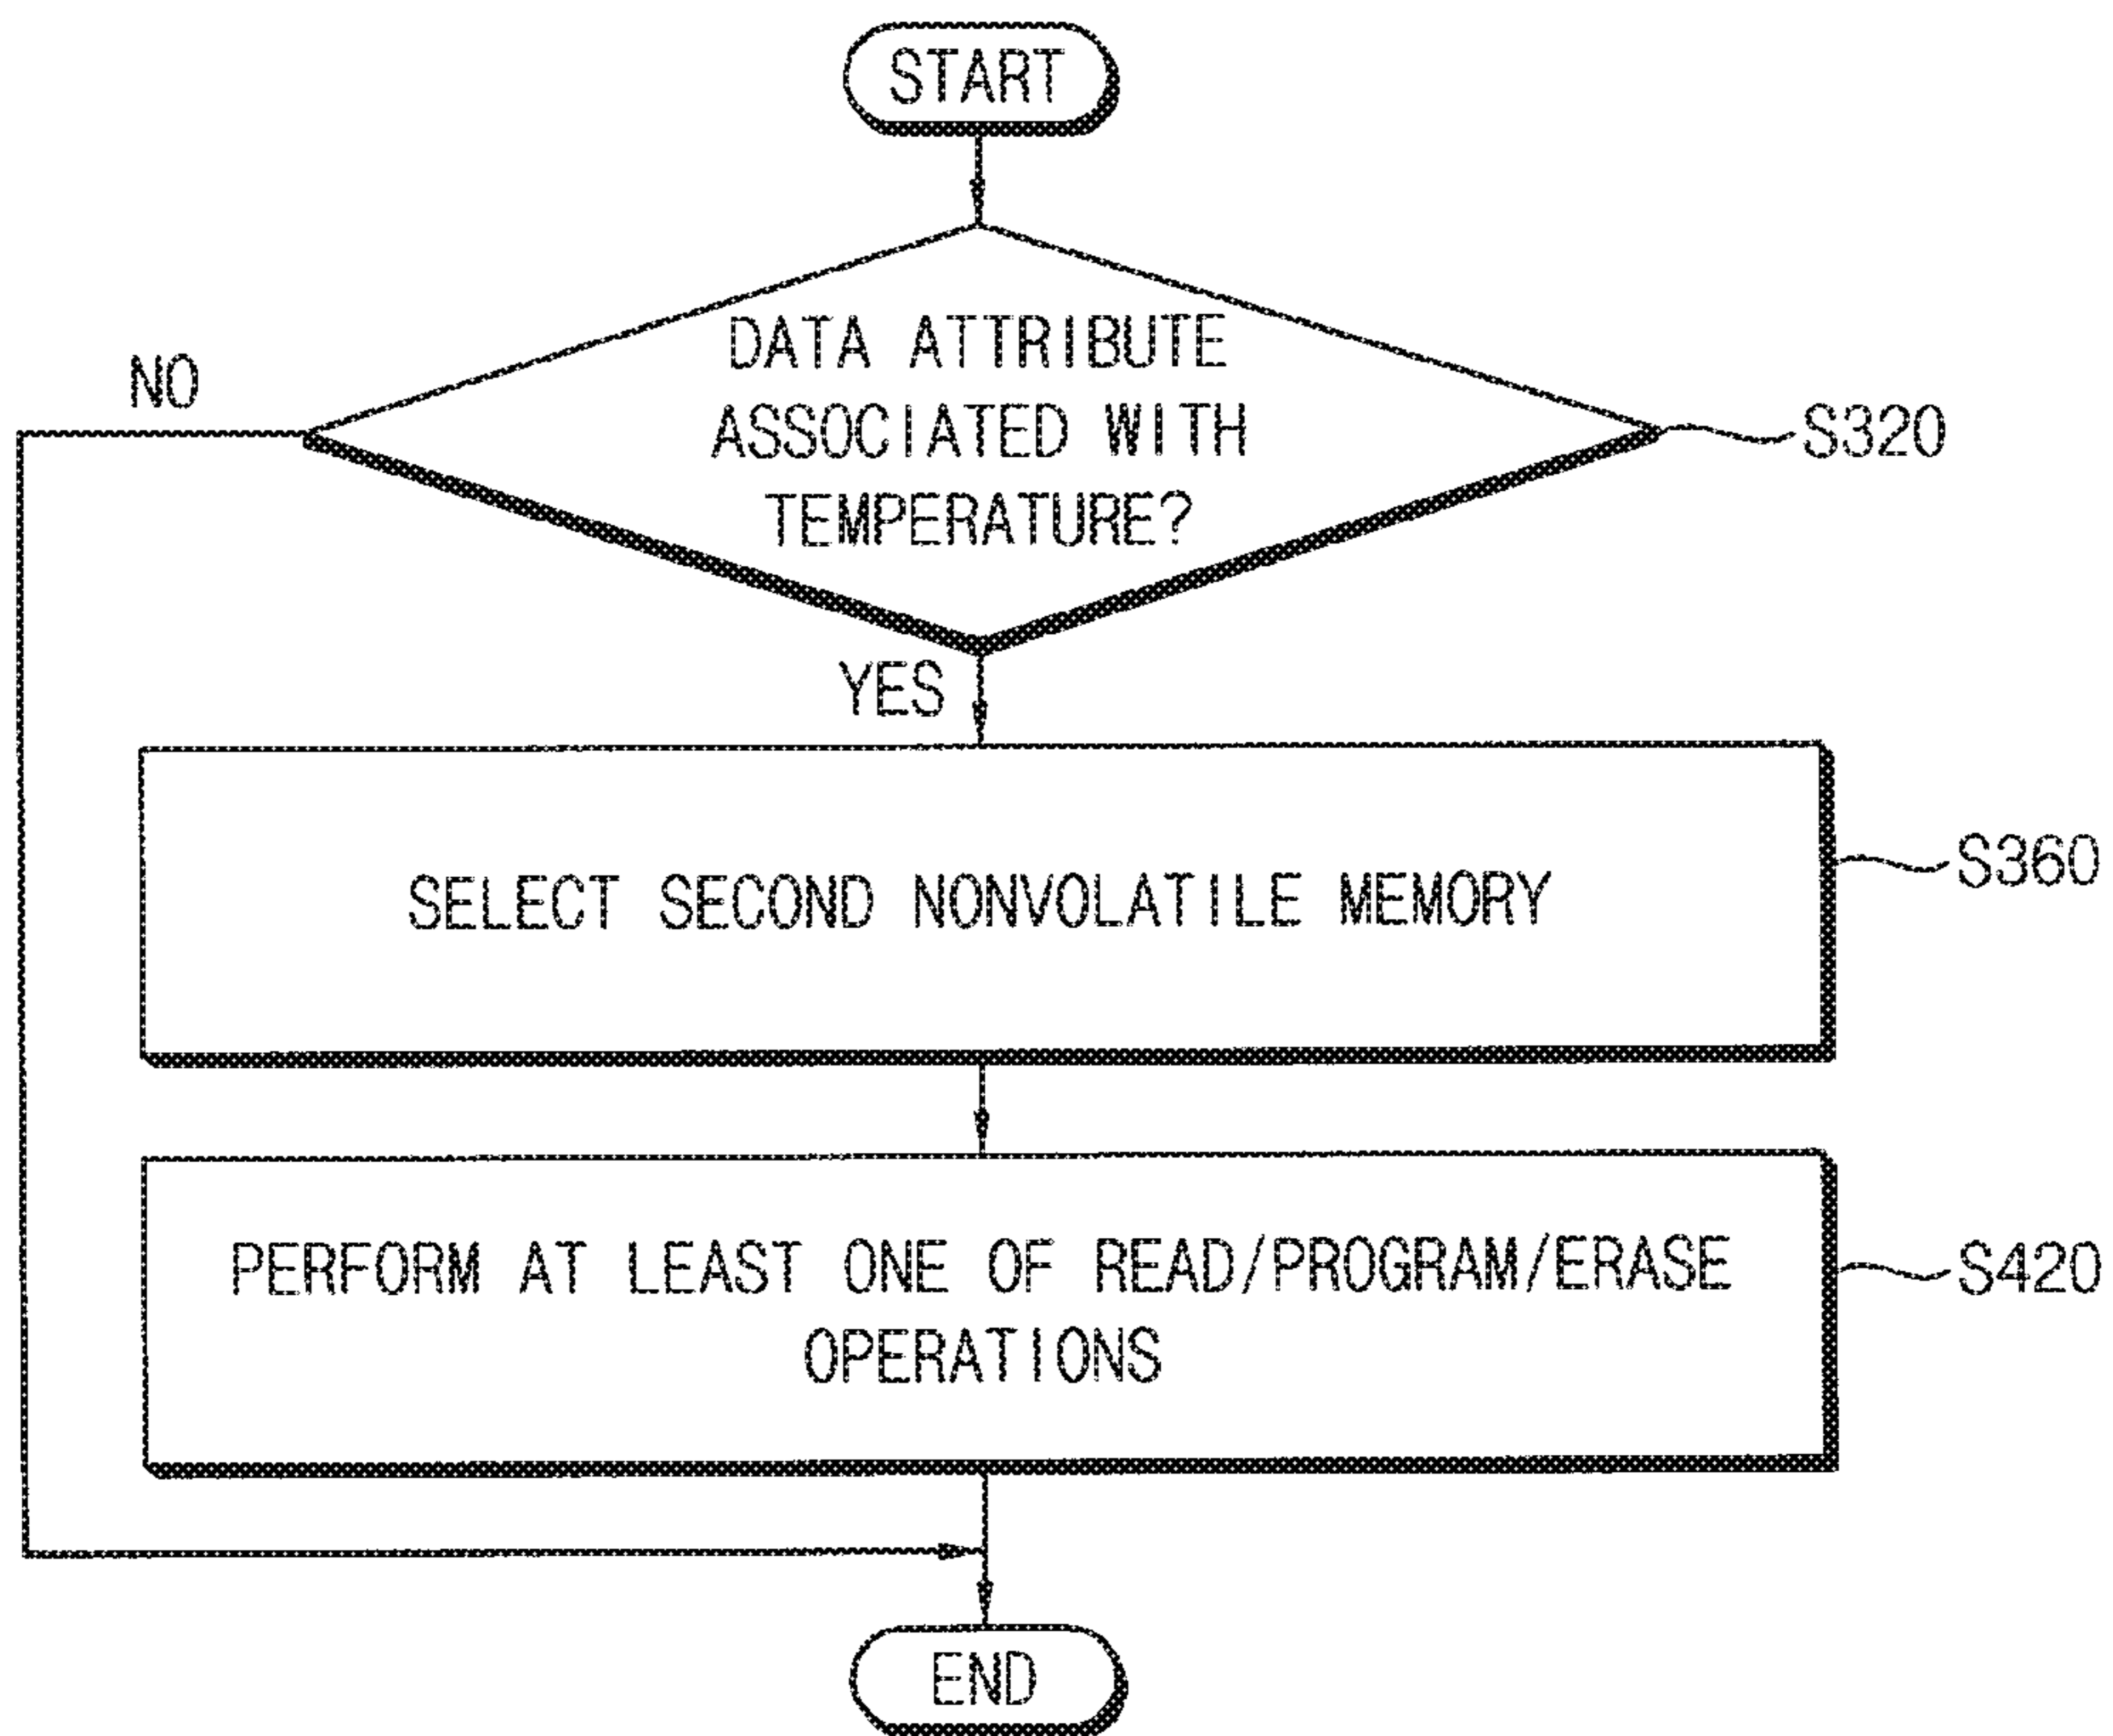 START
DATA ATTRIBUTE
ASSOCIATED WITH
TEMPERATURE?
NO
S320
YES
SELECT SECOND NONVOLATILE MEMORY
S360
PERFORM AT LEAST ONE OF READ/PROGRAM/ERASE
OPERATIONS
S420
END